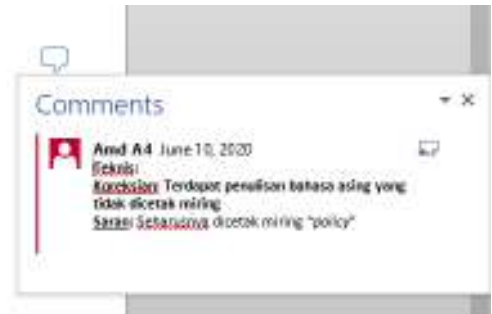 Comments
Amd A4 June 10, 2020
Teknis:
Koreksian: Terdapat penulisan bahasa asing yang
tidak dicetak miring
Saran: Seharusnya dicetak miring "policy"